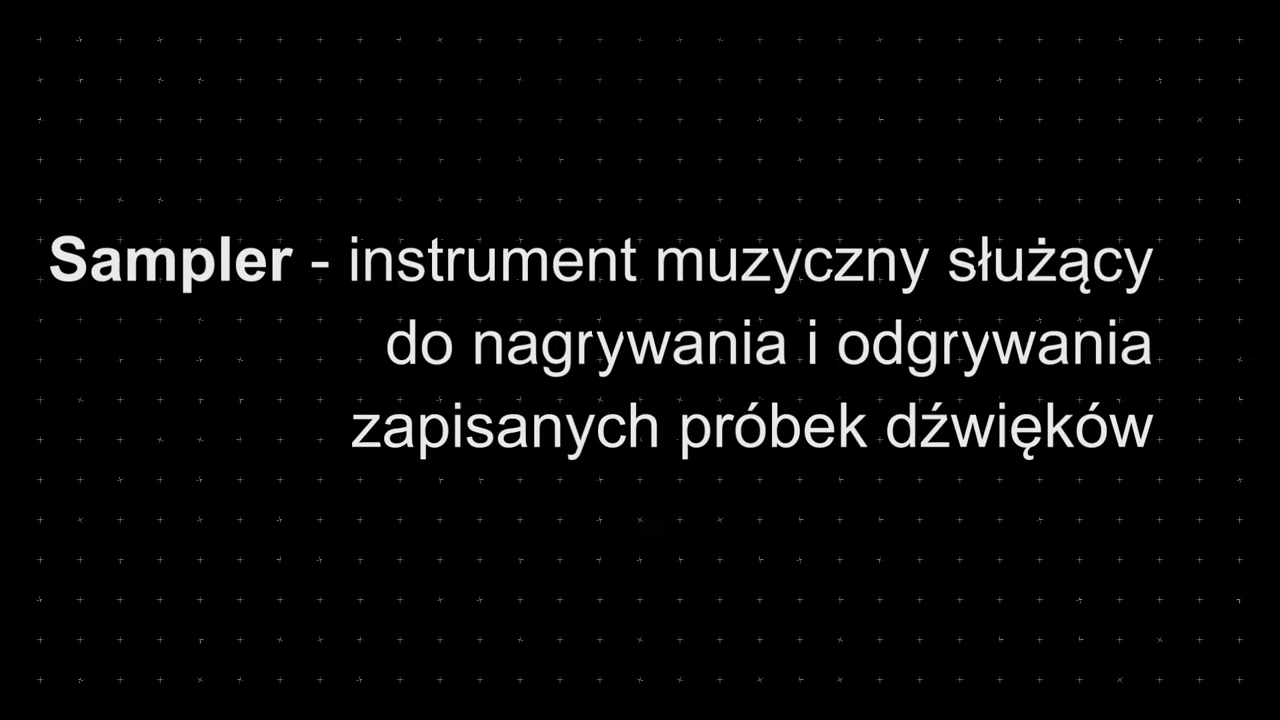 Sampler - instrument muzyczny służący
do nagrywania i odgrywania
zapisanych próbek dźwięków